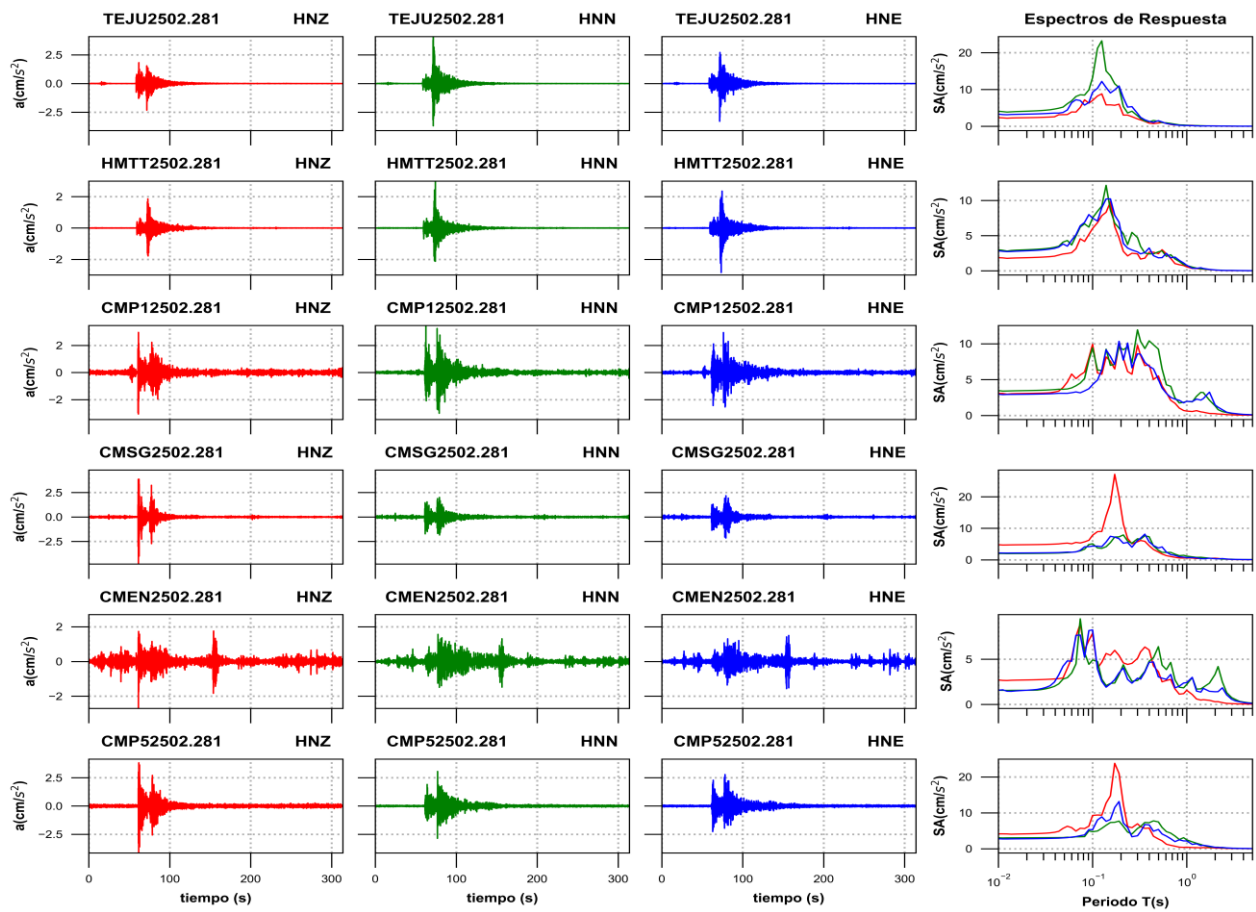 TEJU2502.281 HNZ TEJU2502.281 HNN TEJU2502.281 HNE Espectros de Respuesta
a(cm/s²) 2.5 0.0 −2.5 SA(cm/s²) 20 10 0
HMTT2502.281 HNZ HMTT2502.281 HNN HMTT2502.281 HNE
a(cm/s²) 2 0 −2 SA(cm/s²) 10 5 0
CMP12502.281 HNZ CMP12502.281 HNN CMP12502.281 HNE
a(cm/s²) 2 0 −2 SA(cm/s²) 10 5 0
CMSG2502.281 HNZ CMSG2502.281 HNN CMSG2502.281 HNE
a(cm/s²) 2.5 0.0 −2.5 SA(cm/s²) 20 10 0
CMEN2502.281 HNZ CMEN2502.281 HNN CMEN2502.281 HNE
a(cm/s²) 2 0 −2 SA(cm/s²) 5 0
CMP52502.281 HNZ CMP52502.281 HNN CMP52502.281 HNE
a(cm/s²) 2.5 0.0 −2.5 SA(cm/s²) 20 10 0
0 100 200 300 0 100 200 300 0 100 200 300 10⁻² 10⁻¹ 10⁰
tiempo (s) tiempo (s) tiempo (s) Periodo T(s)